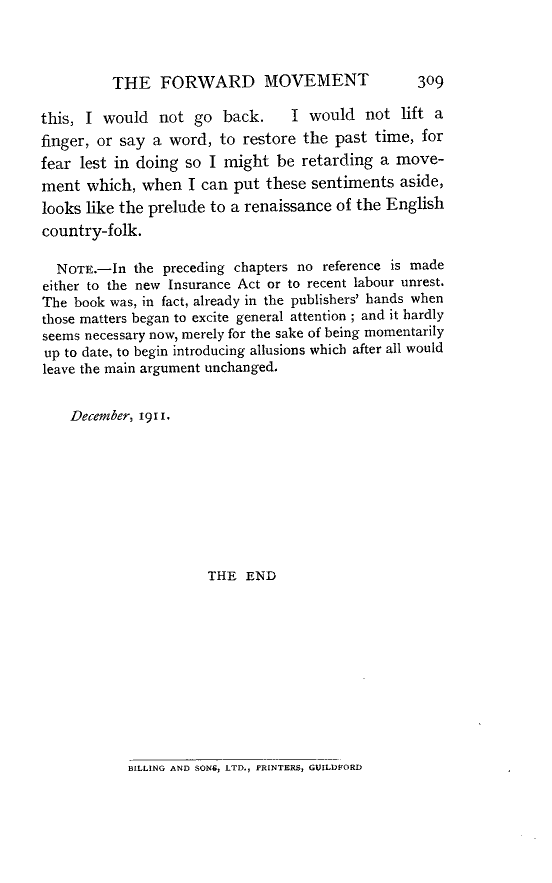 THE FORWARD MOVEMENT 309
this, I would not go back. I would not lift a
finger, or say a word, to restore the past time, for
fear lest in doing so I might be retarding a move-
ment which, when I can put these sentiments aside,
looks like the prelude to a renaissance of the English
country-folk.
NOTE.—In the preceding chapters no reference is made
either to the new Insurance Act or to recent labour unrest.
The book was, in fact, already in the publishers' hands when
those matters began to excite general attention ; and it hardly
seems necessary now, merely for the sake of being momentarily
up to date, to begin introducing allusions which after all would
leave the main argument unchanged.
December, 1911.
THE END
BILLING AND SONS, LTD., PRINTERS, GUILDFORD